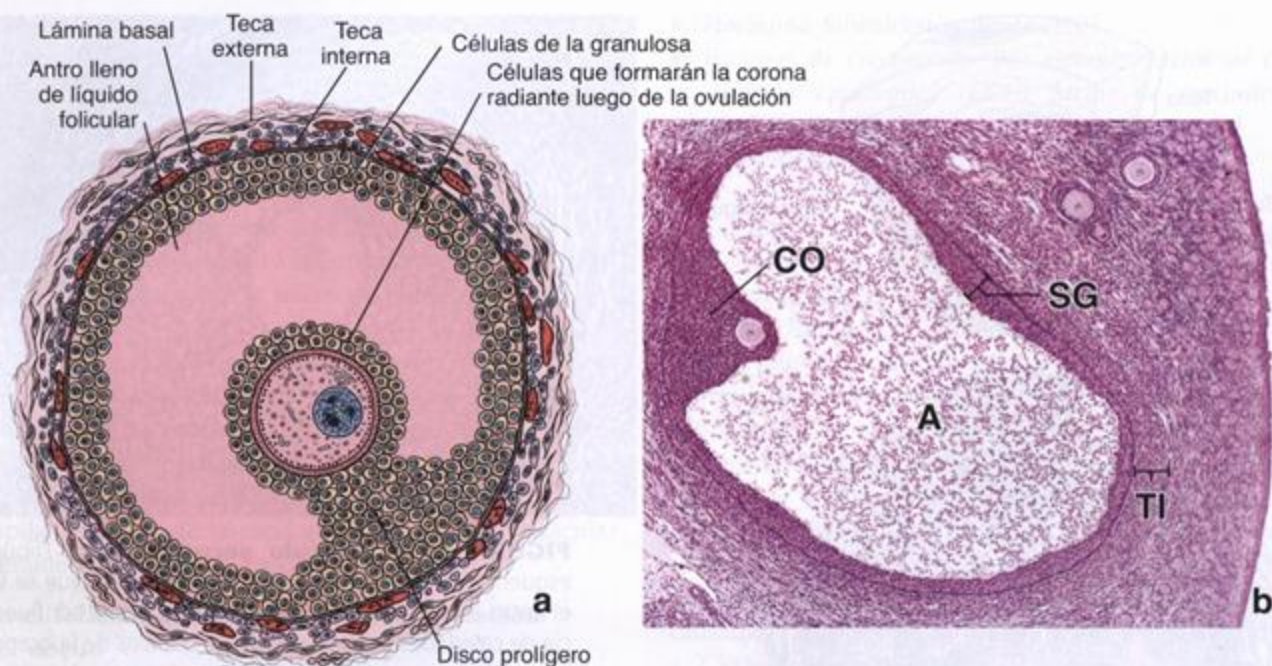 Lámina basal
Teca
externa
Teca
interna
Células de la granulosa
Antro lleno
de líquido
folicular
Células que formarán la corona
radiante luego de la ovulación
CO
SG
A
TI
a
b
Disco prolígero